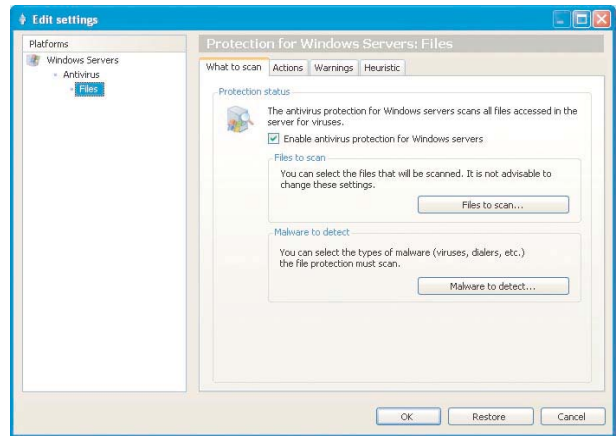 Edit settings
Platforms
Windows Servers
Antivirus
Files
Protection for Windows Servers: Files
What to scan
Actions
Warnings
Heuristic
Protection status
The antivirus protection for Windows servers scans all files accessed in the
server for viruses.
Enable antivirus protection for Windows servers
Files to scan
You can select the files that will be scanned. It is not advisable to
change these settings.
Files to scan...
Malware to detect
You can select the types of malware (viruses, dialers, etc.)
the file protection must scan.
Malware to detect...
OK
Restore
Cancel